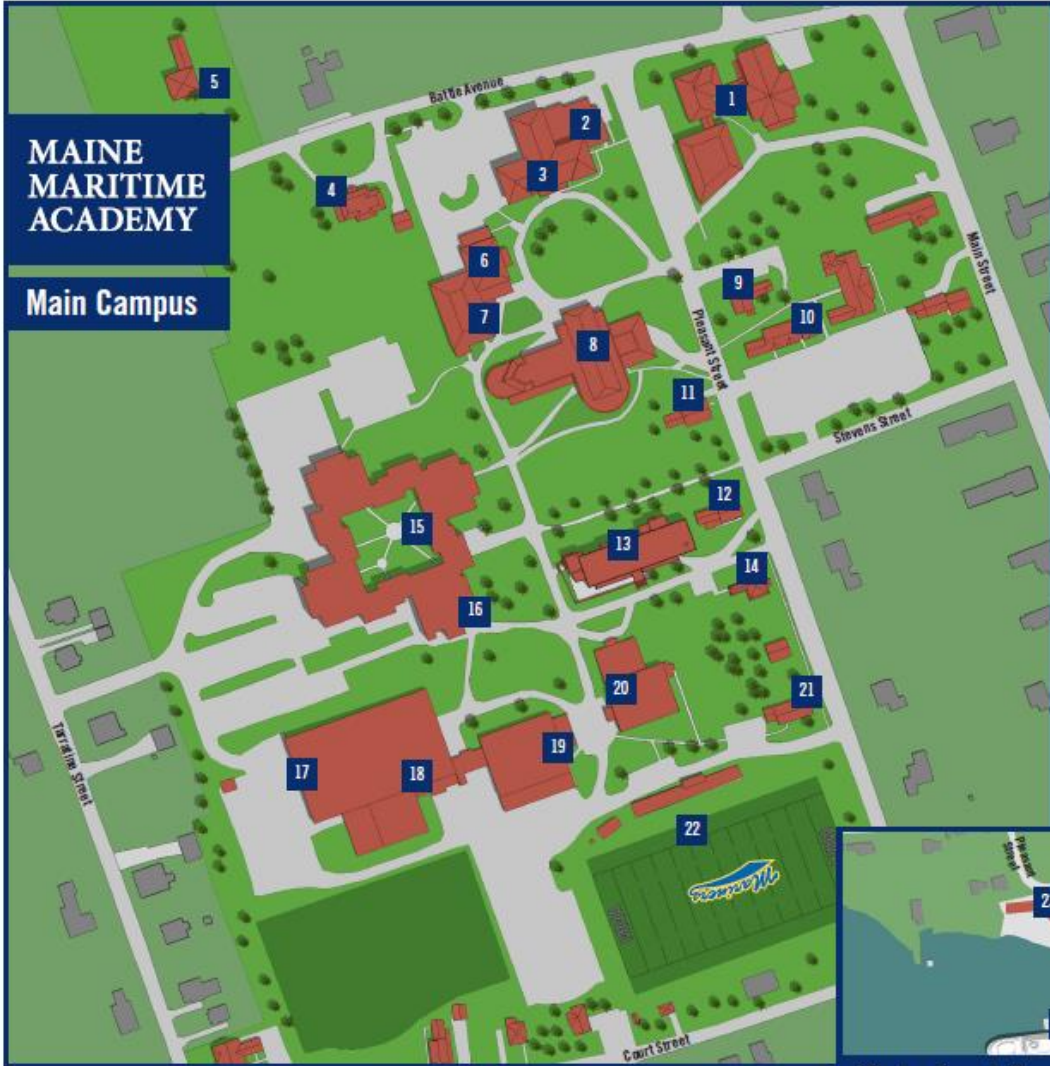 MAINE
MARITIME
ACADEMY
Main Campus
Battle Avenue
Pleasant Street
Main Street
Stevens Street
Tarratine Street
Court Street
Mariners
Pleasant
Street
1
2
3
4
5
6
7
8
9
10
11
12
13
14
15
16
17
18
19
20
21
22